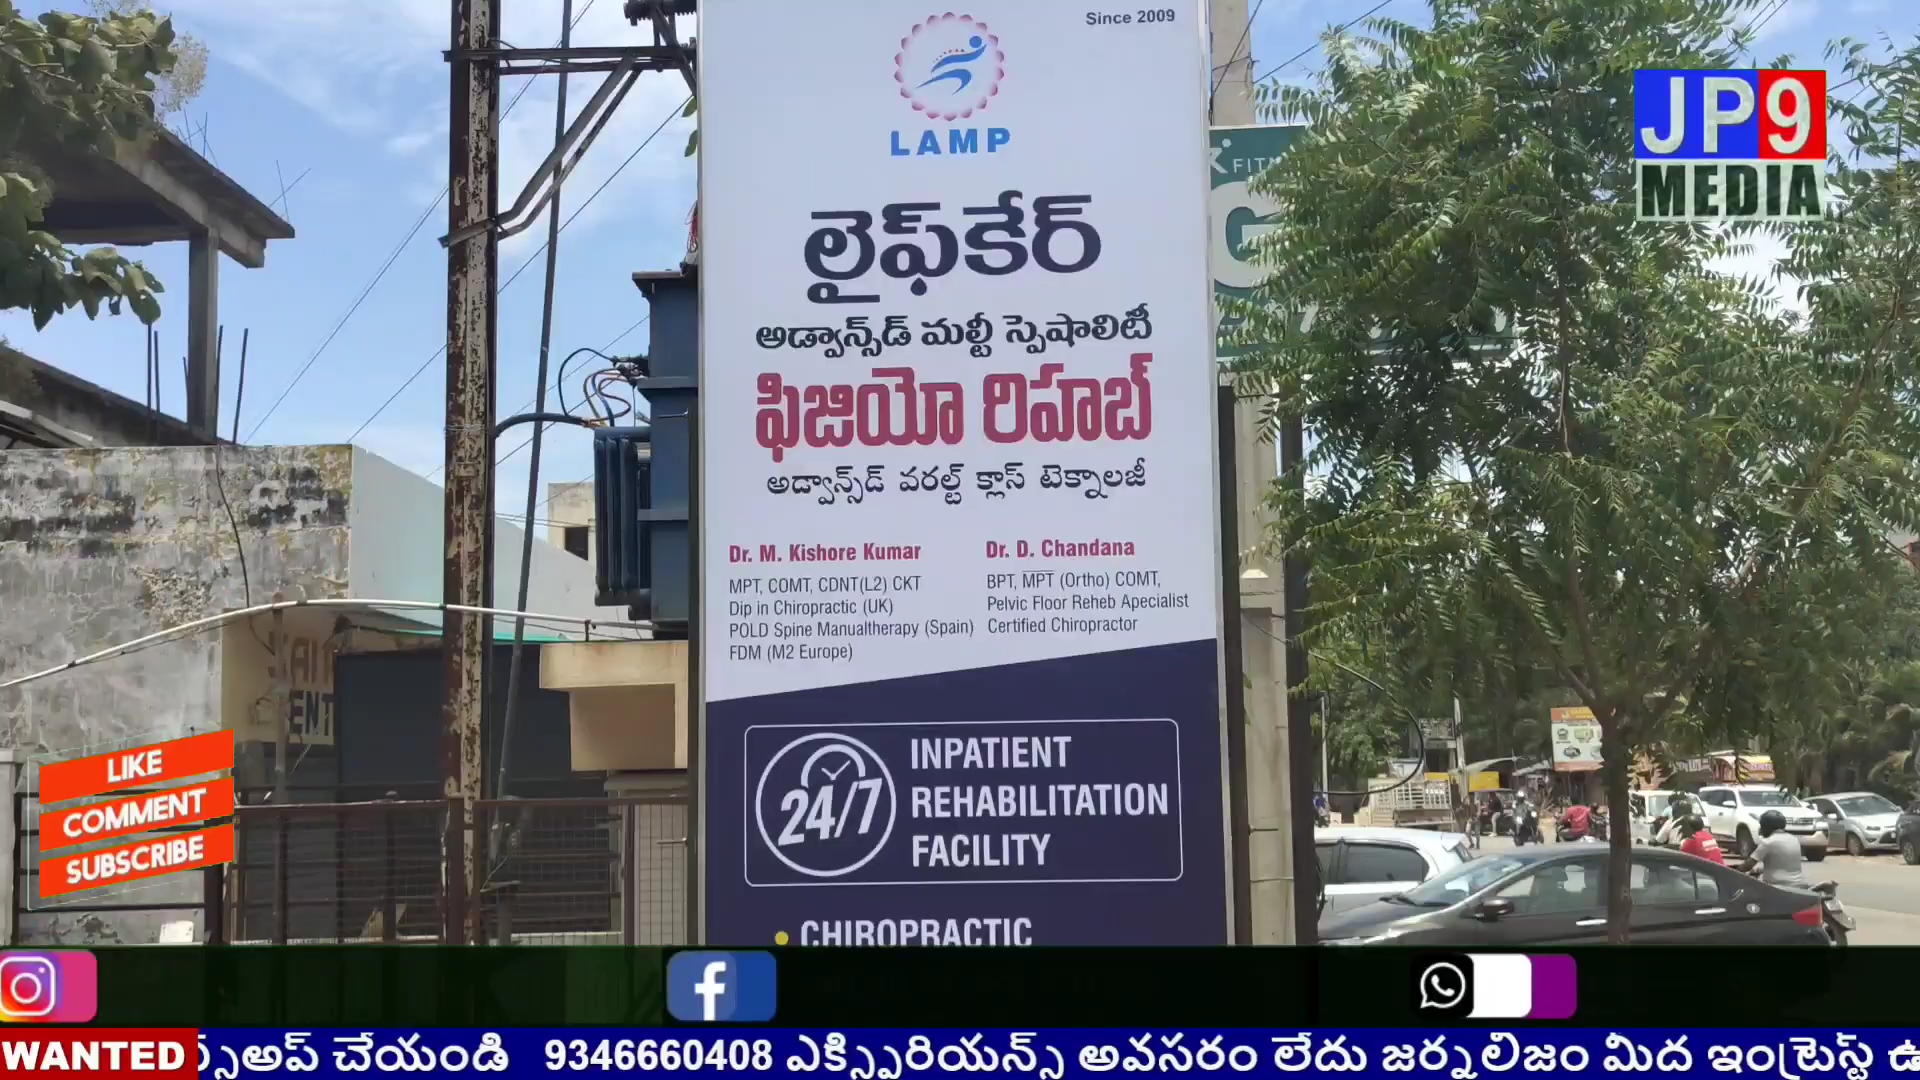 Since 2009
LAMP
లైఫ్‌కేర్
అడ్వాన్స్‌డ్ మల్టీ స్పెషాలిటీ
ఫిజియో రిహబ్
అడ్వాన్స్‌డ్ వరల్ట్ క్లాస్ టెక్నాలజీ
Dr. M. Kishore Kumar
MPT, COMT, CDNT(L2) CKT
Dip in Chiropractic (UK)
POLD Spine Manualtherapy (Spain)
FDM (M2 Europe)
Dr. D. Chandana
BPT, MPT (Ortho) COMT,
Pelvic Floor Reheb Apecialist
Certified Chiropractor
24/7
INPATIENT
REHABILITATION
FACILITY
• CHIROPRACTIC
JP9
MEDIA
LIKE
COMMENT
SUBSCRIBE
WANTED
ర్స్అప్ చేయండి 9346660408 ఎక్స్పిరియన్స్ అవసరం లేదు జర్నలిజం మీద ఇంట్రెస్ట్ ఉ